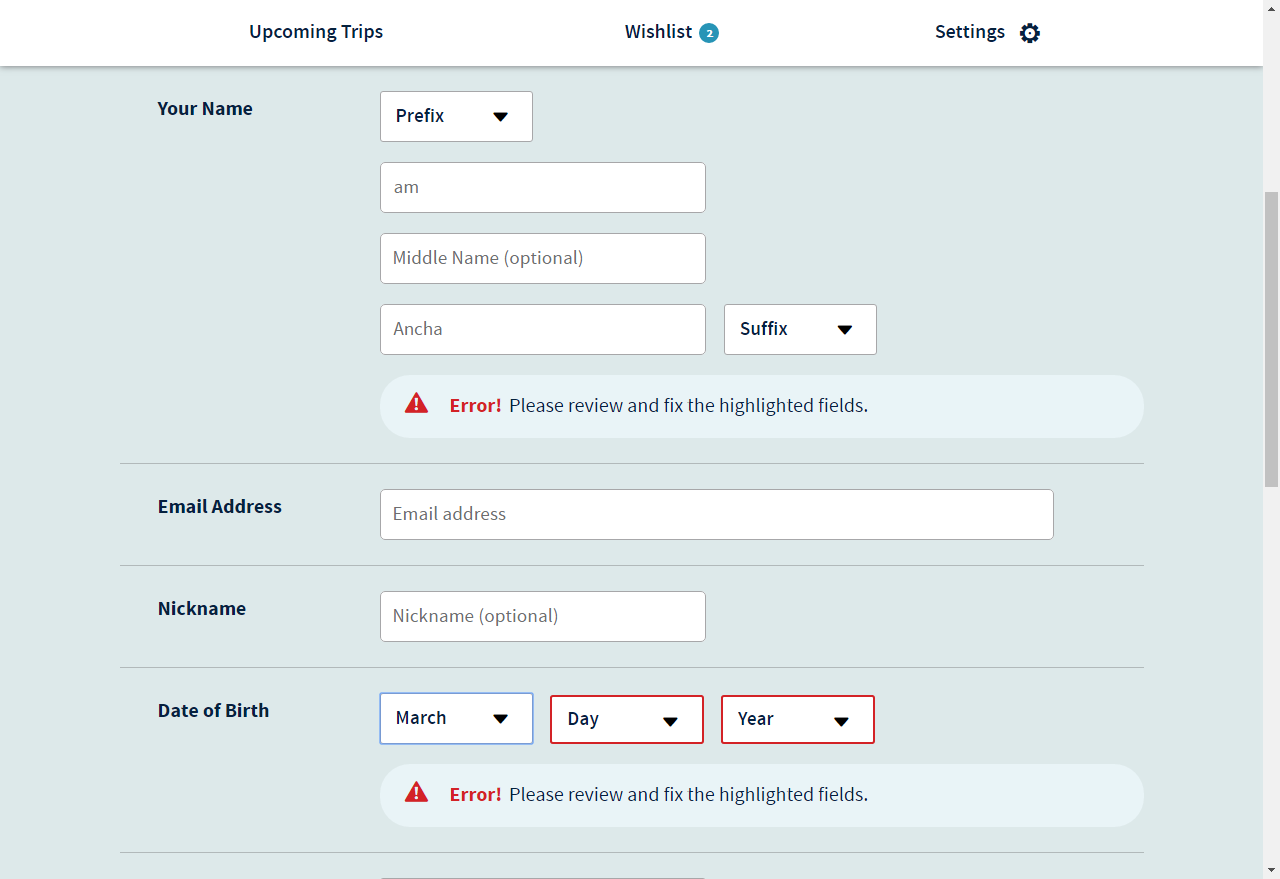 Upcoming Trips
Wishlist 2
Settings
Your Name
Prefix
am
Middle Name (optional)
Ancha
Suffix
Error! Please review and fix the highlighted fields.
Email Address
Email address
Nickname
Nickname (optional)
Date of Birth
March
Day
Year
Error! Please review and fix the highlighted fields.